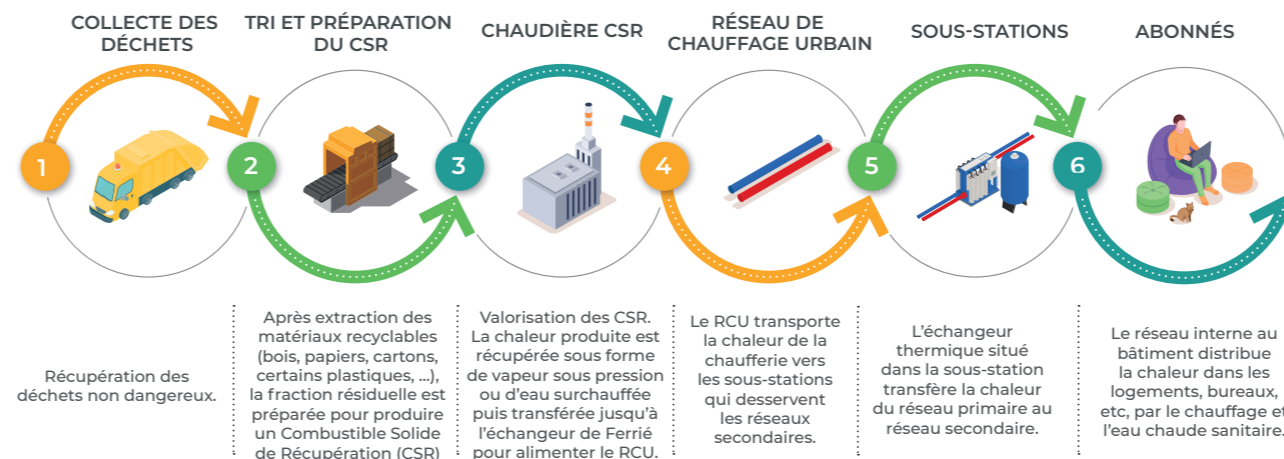 COLLECTE DES
DÉCHETS
1
Récupération des
déchets non dangereux.
TRI ET PRÉPARATION
DU CSR
2
Après extraction des
matériaux recyclables
(bois, papiers, cartons,
certains plastiques, ...),
la fraction résiduelle est
préparée pour produire
un Combustible Solide
de Récupération (CSR)
CHAUDIÈRE CSR
3
Valorisation des CSR.
La chaleur produite est
récupérée sous forme
de vapeur sous pression
ou d’eau surchauffée
puis transférée jusqu’à
l’échangeur de Ferrié
pour alimenter le RCU.
RÉSEAU DE
CHAUFFAGE URBAIN
4
Le RCU transporte
la chaleur de la
chaufferie vers
les sous-stations
qui desservent
les réseaux
secondaires.
SOUS-STATIONS
5
L’échangeur
thermique situé
dans la sous-station
transfère la chaleur
du réseau primaire au
réseau secondaire.
ABONNÉS
6
Le réseau interne au
bâtiment distribue
la chaleur dans les
logements, bureaux,
etc, par le chauffage et
l’eau chaude sanitaire.